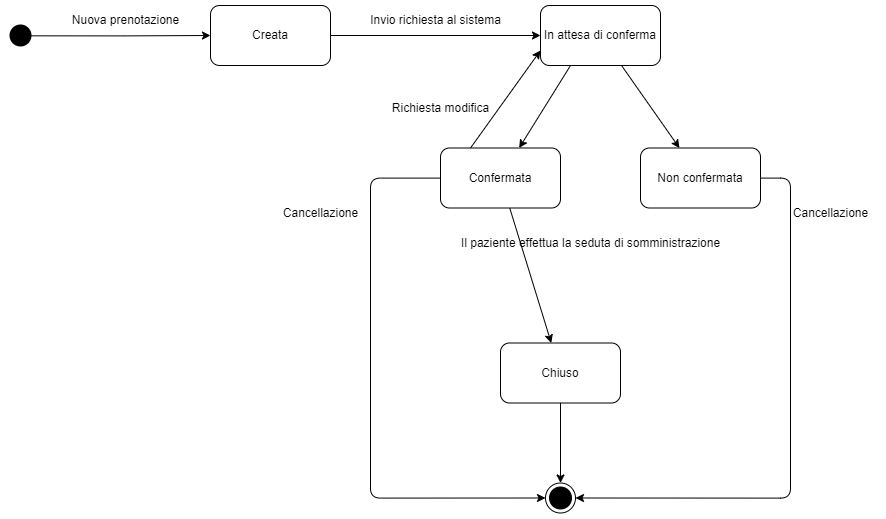 Nuova prenotazione
Creata
Invio richiesta al sistema
In attesa di conferma
Richiesta modifica
Confermata
Non confermata
Cancellazione
Cancellazione
Il paziente effettua la seduta di somministrazione
Chiuso